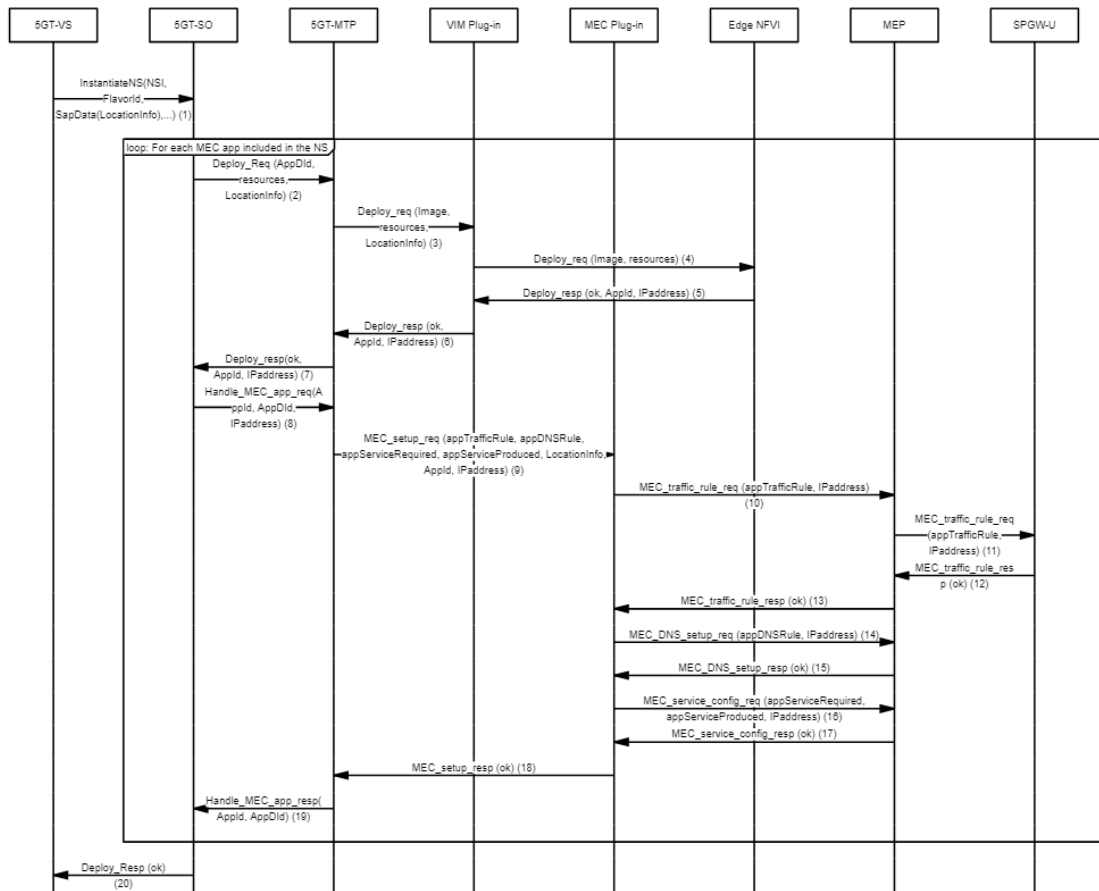 5GT-VS
5GT-SO
5GT-MTP
VIM Plug-in
MEC Plug-in
Edge NFVI
MEP
SPGW-U
InstantiateNS(NSI,
FlavorId,
SapData(LocationInfo),...) (1)
loop: For each MEC app included in the NS
Deploy_Req (AppDId,
resources,
LocationInfo) (2)
Deploy_req (Image,
resources,
LocationInfo) (3)
Deploy_req (Image, resources) (4)
Deploy_resp (ok, AppId, IPaddress) (5)
Deploy_resp (ok,
AppId, IPaddress) (6)
Deploy_resp(ok,
AppId, IPaddress) (7)
Handle_MEC_app_req(A
ppId, AppDId,
IPaddress) (8)
MEC_setup_req (appTrafficRule, appDNSRule,
appServiceRequired, appServiceProduced, LocationInfo,
AppId, IPaddress) (9)
MEC_traffic_rule_req (appTrafficRule, IPaddress)
(10)
MEC_traffic_rule_req
(appTrafficRule,
IPaddress) (11)
MEC_traffic_rule_res
p (ok) (12)
MEC_traffic_rule_resp (ok) (13)
MEC_DNS_setup_req (appDNSRule, IPaddress) (14)
MEC_DNS_setup_resp (ok) (15)
MEC_service_config_req (appServiceRequired,
appServiceProduced, IPaddress) (16)
MEC_service_config_resp (ok) (17)
MEC_setup_resp (ok) (18)
Handle_MEC_app_resp(
AppId, AppDId) (19)
Deploy_Resp (ok)
(20)